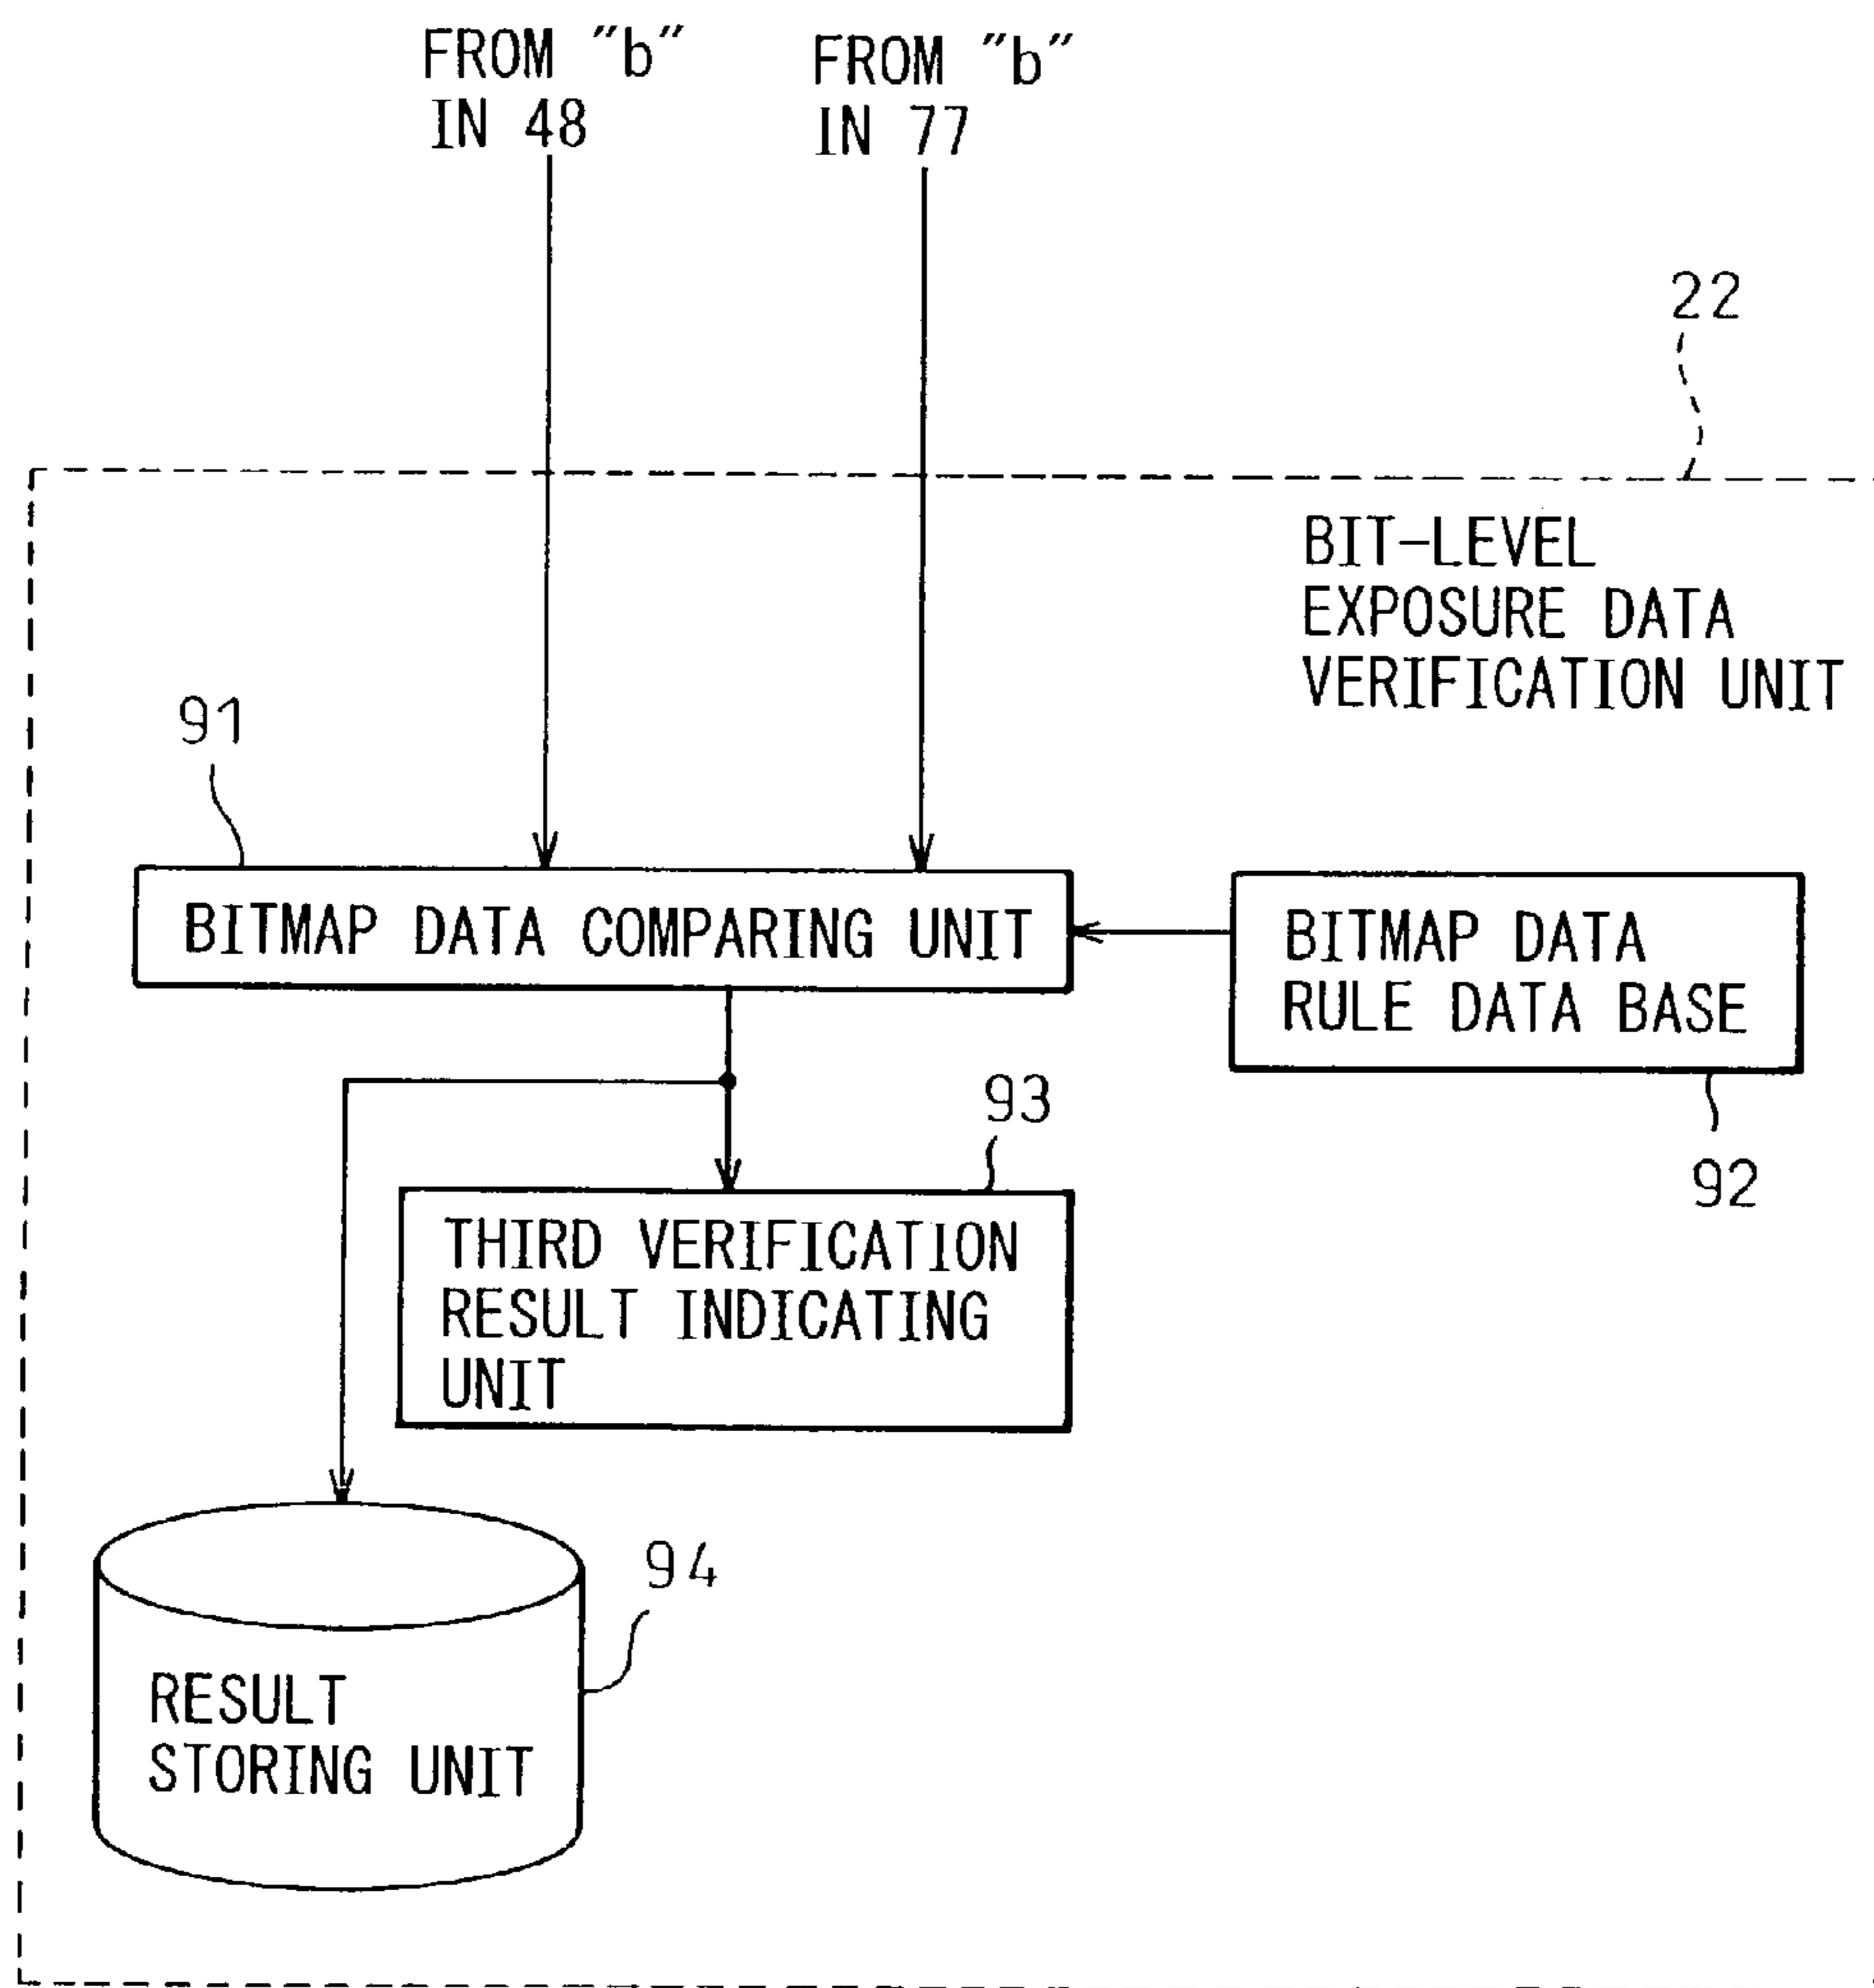 FROM "b"
IN 48
FROM "b"
IN 77
22
BIT-LEVEL
EXPOSURE DATA
VERIFICATION UNIT
91
BITMAP DATA COMPARING UNIT
BITMAP DATA
RULE DATA BASE
92
93
THIRD VERIFICATION
RESULT INDICATING
UNIT
94
RESULT
STORING UNIT